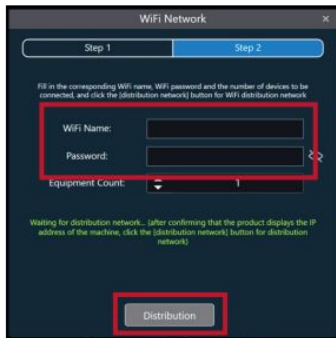 WiFi Network
Step 1
Step 2
Fill in the corresponding WiFi name, WiFi password and the number of devices to be
connected, and click the [distribution network] button for WiFi distribution network
WiFi Name:
Password:
Equipment Count:
1
Waiting for distribution network... (after confirming that the product displays the IP
address of the machine, click the [distribution network] button for distribution
network)
Distribution